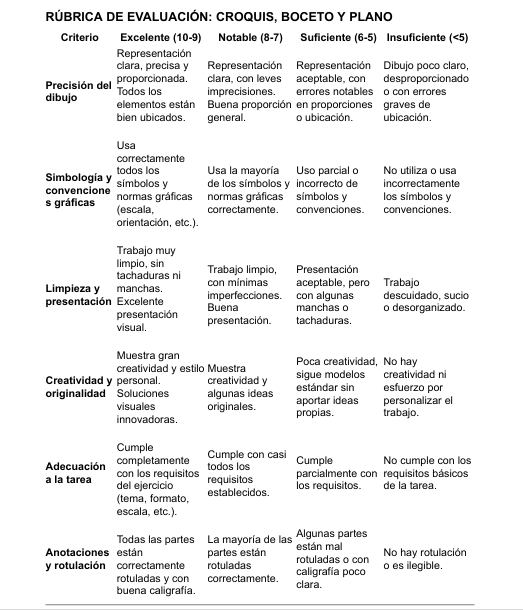 RÚBRICA DE EVALUACIÓN: CROQUIS, BOCETO Y PLANO
Criterio Excelente (10-9) Notable (8-7) Suficiente (6-5) Insuficiente (<5)
Precisión del
dibujo
Representación
clara, precisa y
proporcionada.
Todos los
elementos están
bien ubicados.
Representación
clara, con leves
imprecisiones.
Buena proporción
general.
Representación
aceptable, con
errores notables
en proporciones
o ubicación.
Dibujo poco claro,
desproporcionado
o con errores
graves de
ubicación.
Simbología y
convencione
s gráficas
Usa
correctamente
todos los
símbolos y
normas gráficas
(escala,
orientación, etc.).
Usa la mayoría
de los símbolos y
normas gráficas
correctamente.
Uso parcial o
incorrecto de
símbolos y
convenciones.
No utiliza o usa
incorrectamente
los símbolos y
convenciones.
Limpieza y
presentación
Trabajo muy
limpio, sin
tachaduras ni
manchas.
Excelente
presentación
visual.
Trabajo limpio,
con mínimas
imperfecciones.
Buena
presentación.
Presentación
aceptable, pero
con algunas
manchas o
tachaduras.
Trabajo
descuidado, sucio
o desorganizado.
Creatividad y
originalidad
Muestra gran
creatividad y estilo
personal.
Soluciones
visuales
innovadoras.
Muestra
creatividad y
algunas ideas
originales.
Poca creatividad,
sigue modelos
estándar sin
aportar ideas
propias.
No hay
creatividad ni
esfuerzo por
personalizar el
trabajo.
Adecuación
a la tarea
Cumple
completamente
con los requisitos
del ejercicio
(tema, formato,
escala, etc.).
Cumple con casi
todos los
requisitos
establecidos.
Cumple
parcialmente con
los requisitos.
No cumple con los
requisitos básicos
de la tarea.
Anotaciones
y rotulación
Todas las partes
están
correctamente
rotuladas y con
buena caligrafía.
La mayoría de las
partes están
rotuladas
correctamente.
Algunas partes
están mal
rotuladas o con
caligrafía poco
clara.
No hay rotulación
o es ilegible.